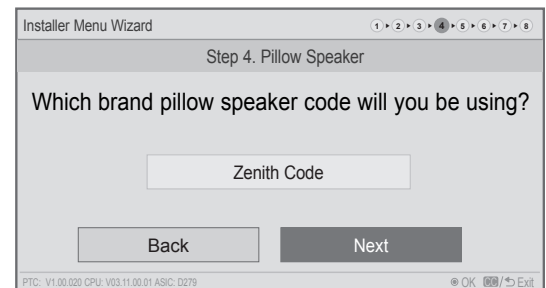 Installer Menu Wizard 1 2 3 4 5 6 7 8
Step 4. Pillow Speaker
Which brand pillow speaker code will you be using?
Zenith Code
Back Next
PTC: V1.00.020 CPU: V03.11.00.01 ASIC: D279 OK CC / Exit